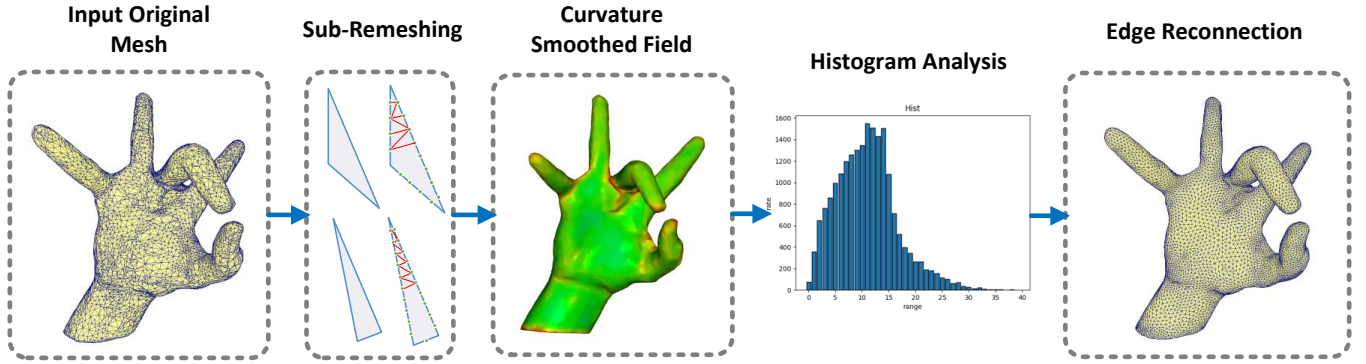 Input Original
Mesh
Sub-Remeshing
Curvature
Smoothed Field
Histogram Analysis
Edge Reconnection
Hist
1600
1400
1200
1000
800
600
400
200
0
rate
0 5 10 15 20 25 30 35 40
range